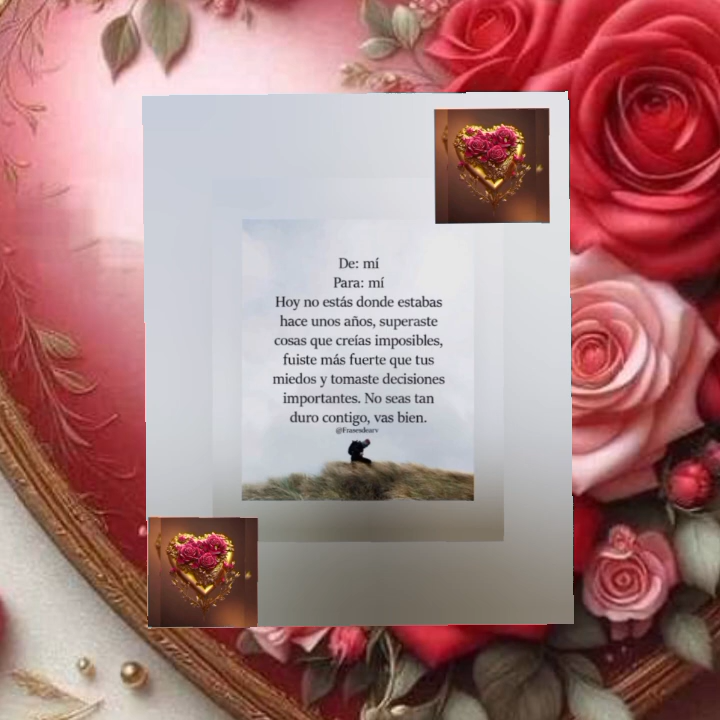 De: mí
Para: mí
Hoy no estás donde estabas
hace unos años, superaste
cosas que creías imposibles,
fuiste más fuerte que tus
miedos y tomaste decisiones
importantes. No seas tan
duro contigo, vas bien.
@Frasesdearv